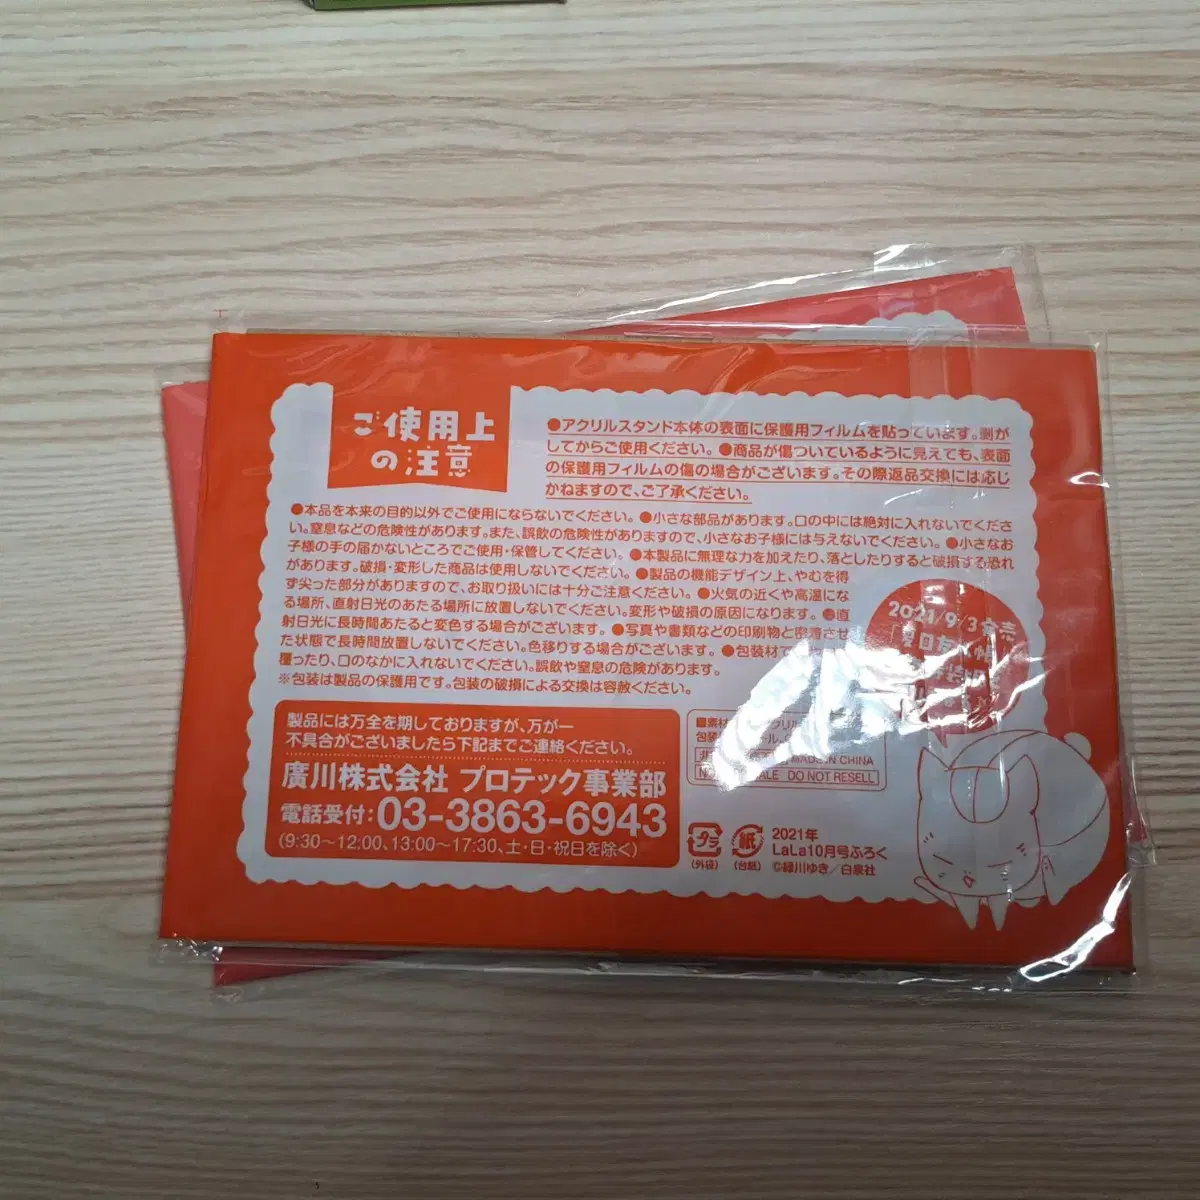 ご使用上
の注意
●アクリルスタンド本体の表面に保護用フィルムを貼っています。剝が
してからご使用ください。●商品が傷ついているように見えても、表面
の保護用フィルムの傷の場合がございます。その際返品交換には応じ
かねますので、ご了承ください。
●本品を本来の目的以外でご使用にならないでください。●小さな部品があります。口の中には絶対に入れないでくださ
い。窒息などの危険性があります。また、誤飲の危険性がありますので、小さなお子様には与えないでください。●小さなお
子様の手の届かないところでご使用・保管してください。●本製品に無理な力を加えたり、落としたりすると破損する恐れ
があります。破損・変形した商品は使用しないでください。●製品の機能デザイン上、やむを得
ず尖った部分がありますので、お取り扱いには十分ご注意ください。●火気の近くや高温にな
る場所、直射日光のあたる場所に放置しないでください。変形や破損の原因になります。●直
射日光に長時間あたると変色する場合がございます。●写真や書類などの印刷物と密着させ
た状態で長時間放置しないでください。色移りする場合がございます。●包装材で
種ったり、口のなかに入れないでください。誤飲や窒息の危険があります。
※包装は製品の保護用です。包装の破損による交換は容赦ください。
2021/9/3発売
製品には万全を期しておりますが、万が一
不具合がございましたら下記までご連絡ください。
廣川株式会社 プロテック事業部
電話受付:03-3863-6943
(9:30〜12:00、13:00〜17:30、土・日・祝日を除く)
■素材 アクリル
包装
MADE IN CHINA
DO NOT RESELL
プラ
(外袋)
紙
(台紙)
2021年
LaLa10月号ふろく
©緑川ゆき/白泉社